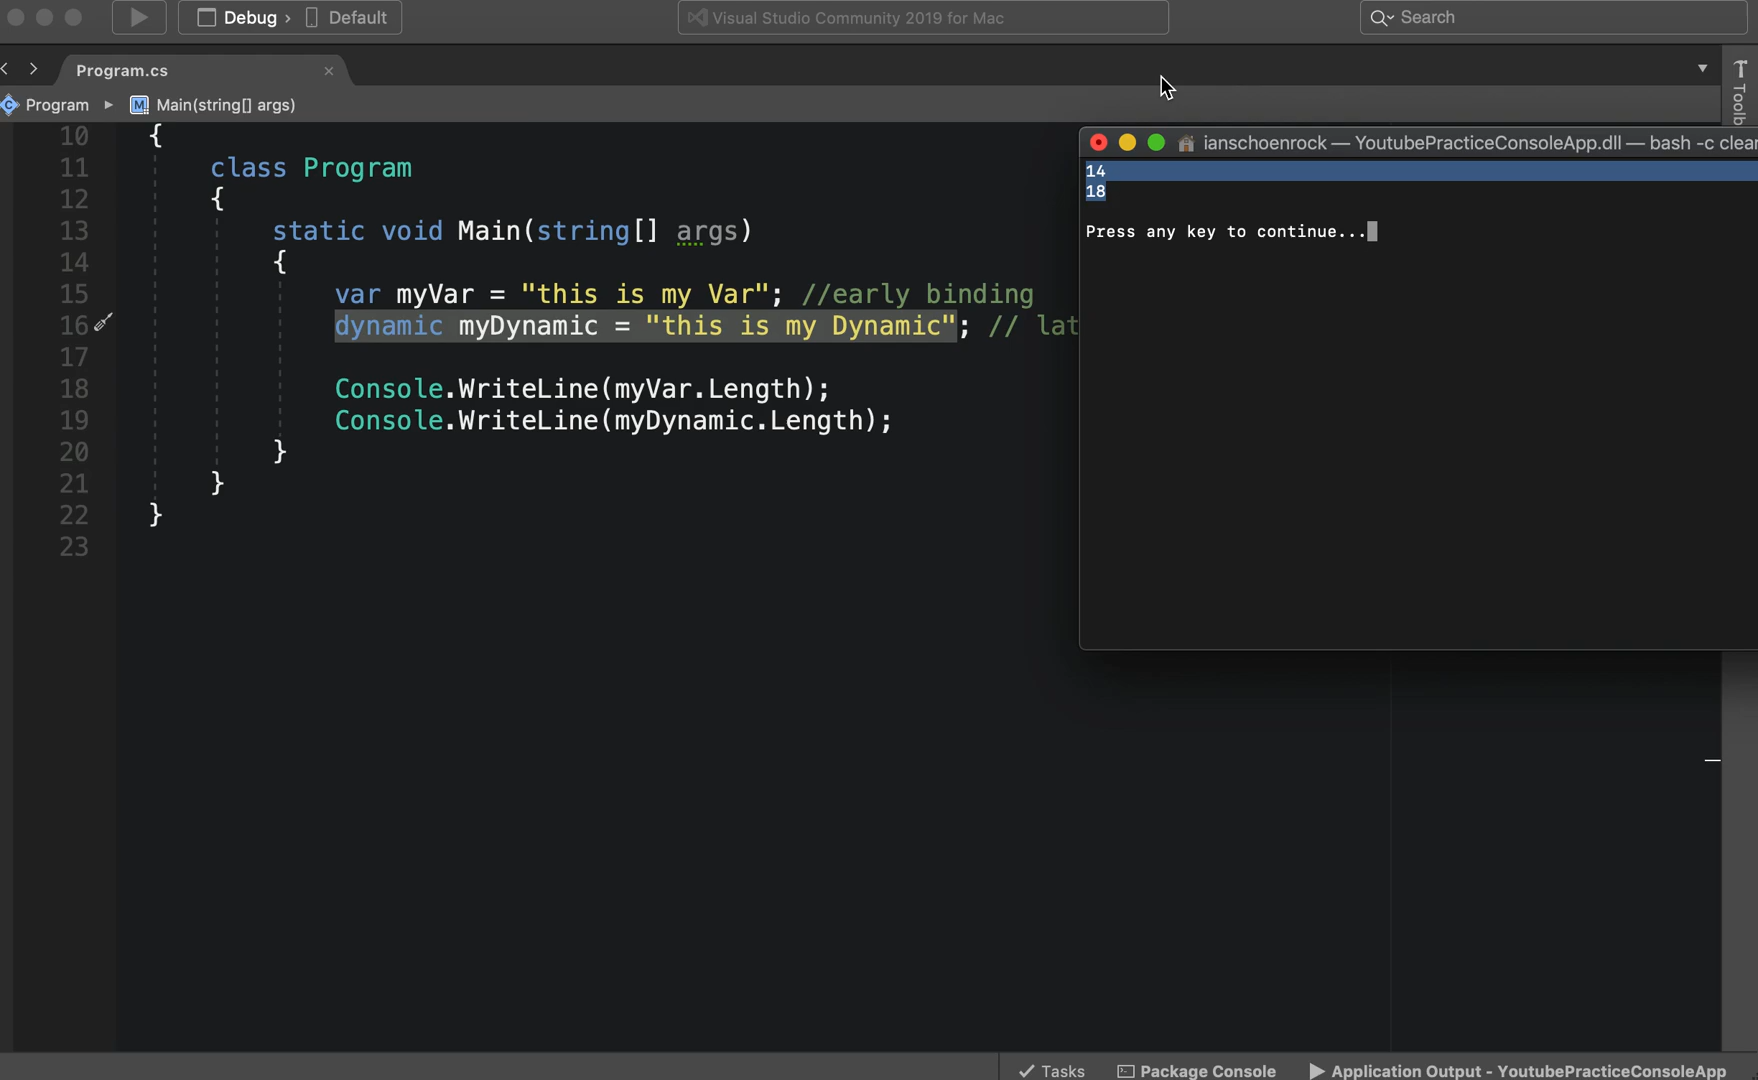 Debug › Default
Visual Studio Community 2019 for Mac
Search
Program.cs
Program
M Main(string[] args)
10 {
11 class Program
12 {
13 static void Main(string[] args)
14 {
15 var myVar = "this is my Var"; //early binding
16 dynamic myDynamic = "this is my Dynamic"; // lat
17
18 Console.WriteLine(myVar.Length);
19 Console.WriteLine(myDynamic.Length);
20 }
21 }
22 }
23
ianschoenrock — YoutubePracticeConsoleApp.dll — bash -c clear
14
18
Press any key to continue...
Toolb
Tasks
Package Console
Application Output - YoutubePracticeConsoleApp